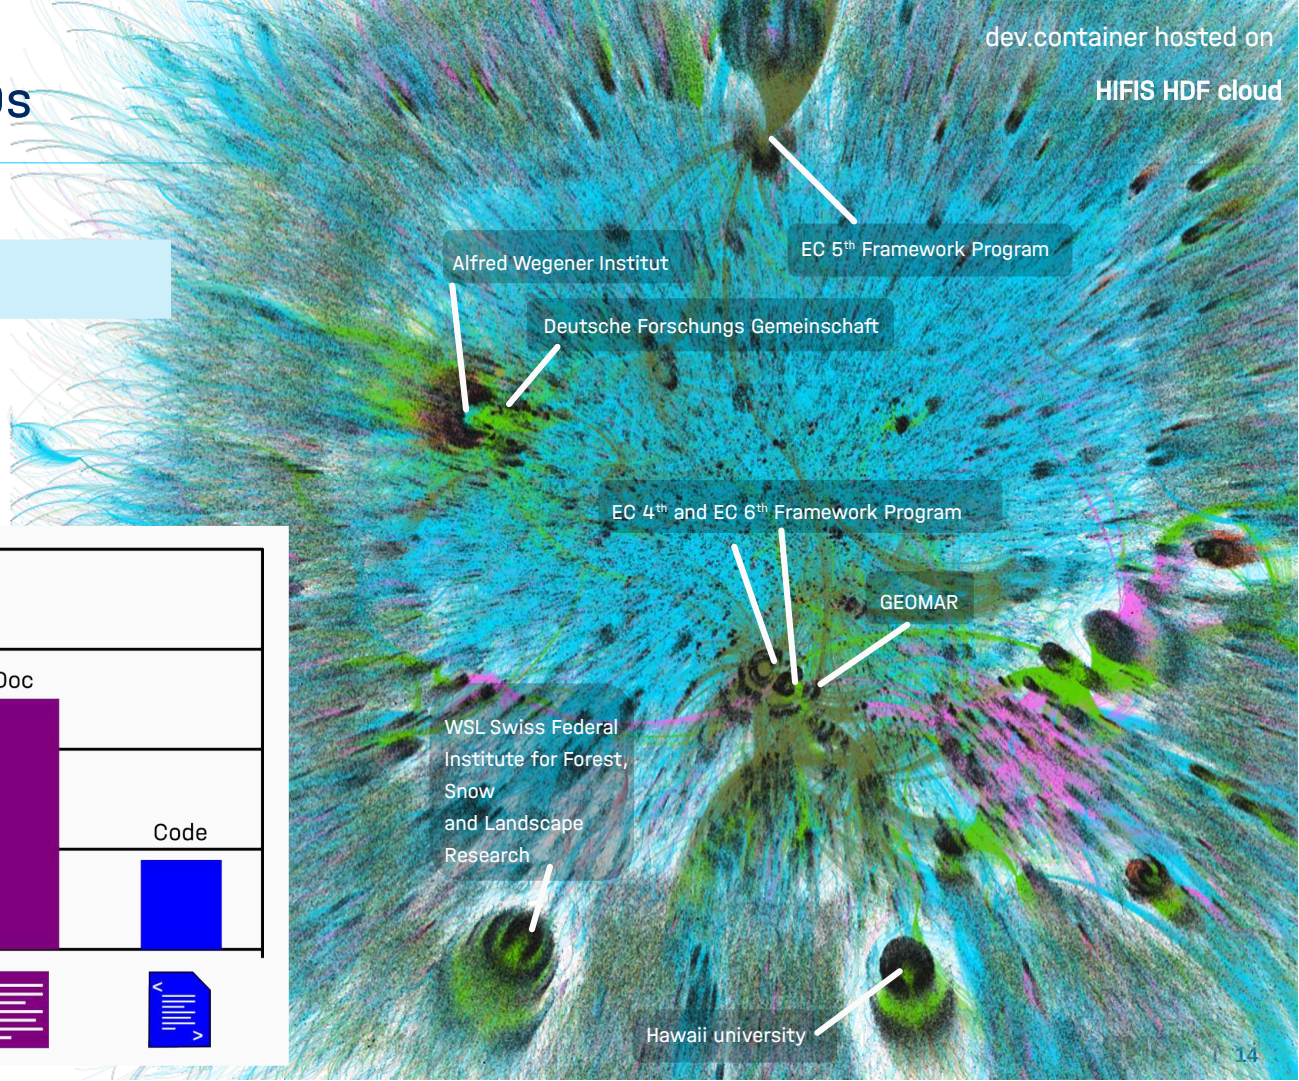 dev.container hosted on
HIFIS HDF cloud
EC 5th Framework Program
Alfred Wegener Institut
Deutsche Forschungs Gemeinschaft
EC 4th and EC 6th Framework Program
GEOMAR
WSL Swiss Federal
Institute for Forest,
Snow
and Landscape
Research
Code
Hawaii university
14